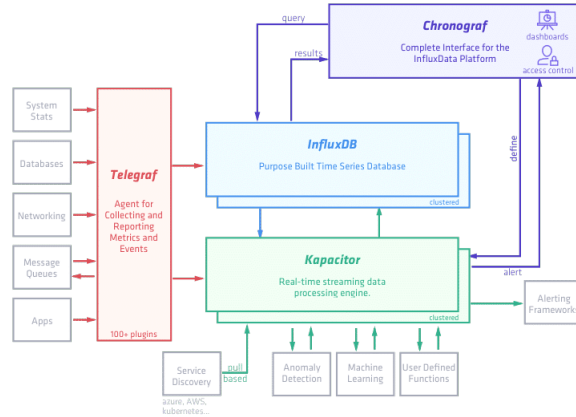 query
results
Chronograf
Complete Interface for the
InfluxData Platform
dashboards
access control
System
Stats
Databases
Networking
Message
Queues
Apps
Telegraf
Agent for
Collecting and
Reporting
Metrics and
Events
100+ plugins
InfluxDB
Purpose Built Time Series Database
clustered
define
Kapacitor
Real-time streaming data
processing engine.
clustered
alert
Alerting
Frameworks
Service
Discovery
azure, AWS,
kubernetes...
pull
based
Anomaly
Detection
Machine
Learning
User Defined
Functions